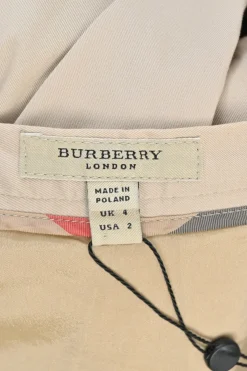 BURBERRY
LONDON
MADE IN
POLAND
UK 4
USA 2